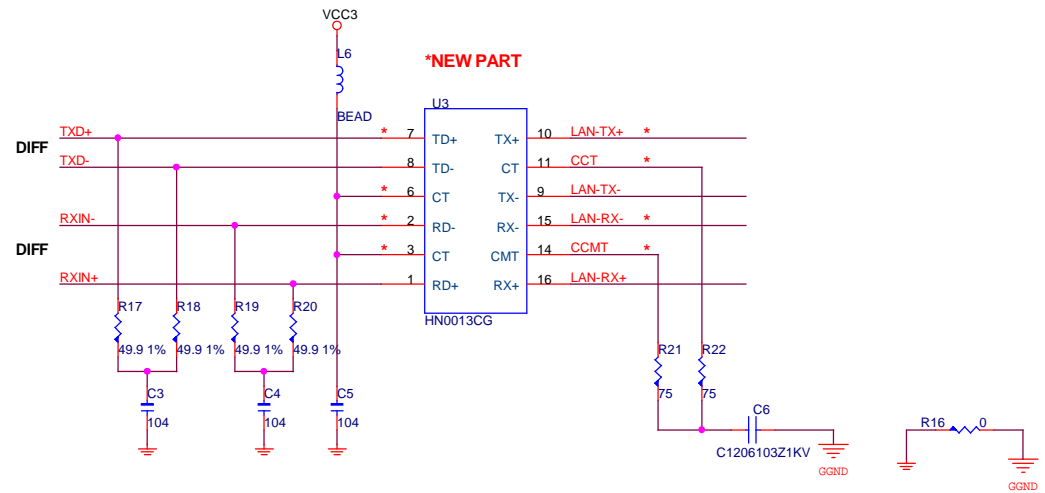 VCC3
L6
BEAD
*NEW PART
U3
DIFF
TXD+ * 7 TD+ TX+ 10 LAN-TX+ *
TXD- 8 TD- CT 11 CCT *
* 6 CT TX- 9 LAN-TX-
DIFF
RXIN- * 2 RD- RX- 15 LAN-RX- *
* 3 CT CMT 14 CCMT *
RXIN+ 1 RD+ RX+ 16 LAN-RX+
HN0013CG
R17 R18 R19 R20
49.9 1% 49.9 1% 49.9 1% 49.9 1%
R21 R22
75 75
C3 C4 C5
104 104 104
C6
C1206103Z1KV
GGND
R16 0
GGND